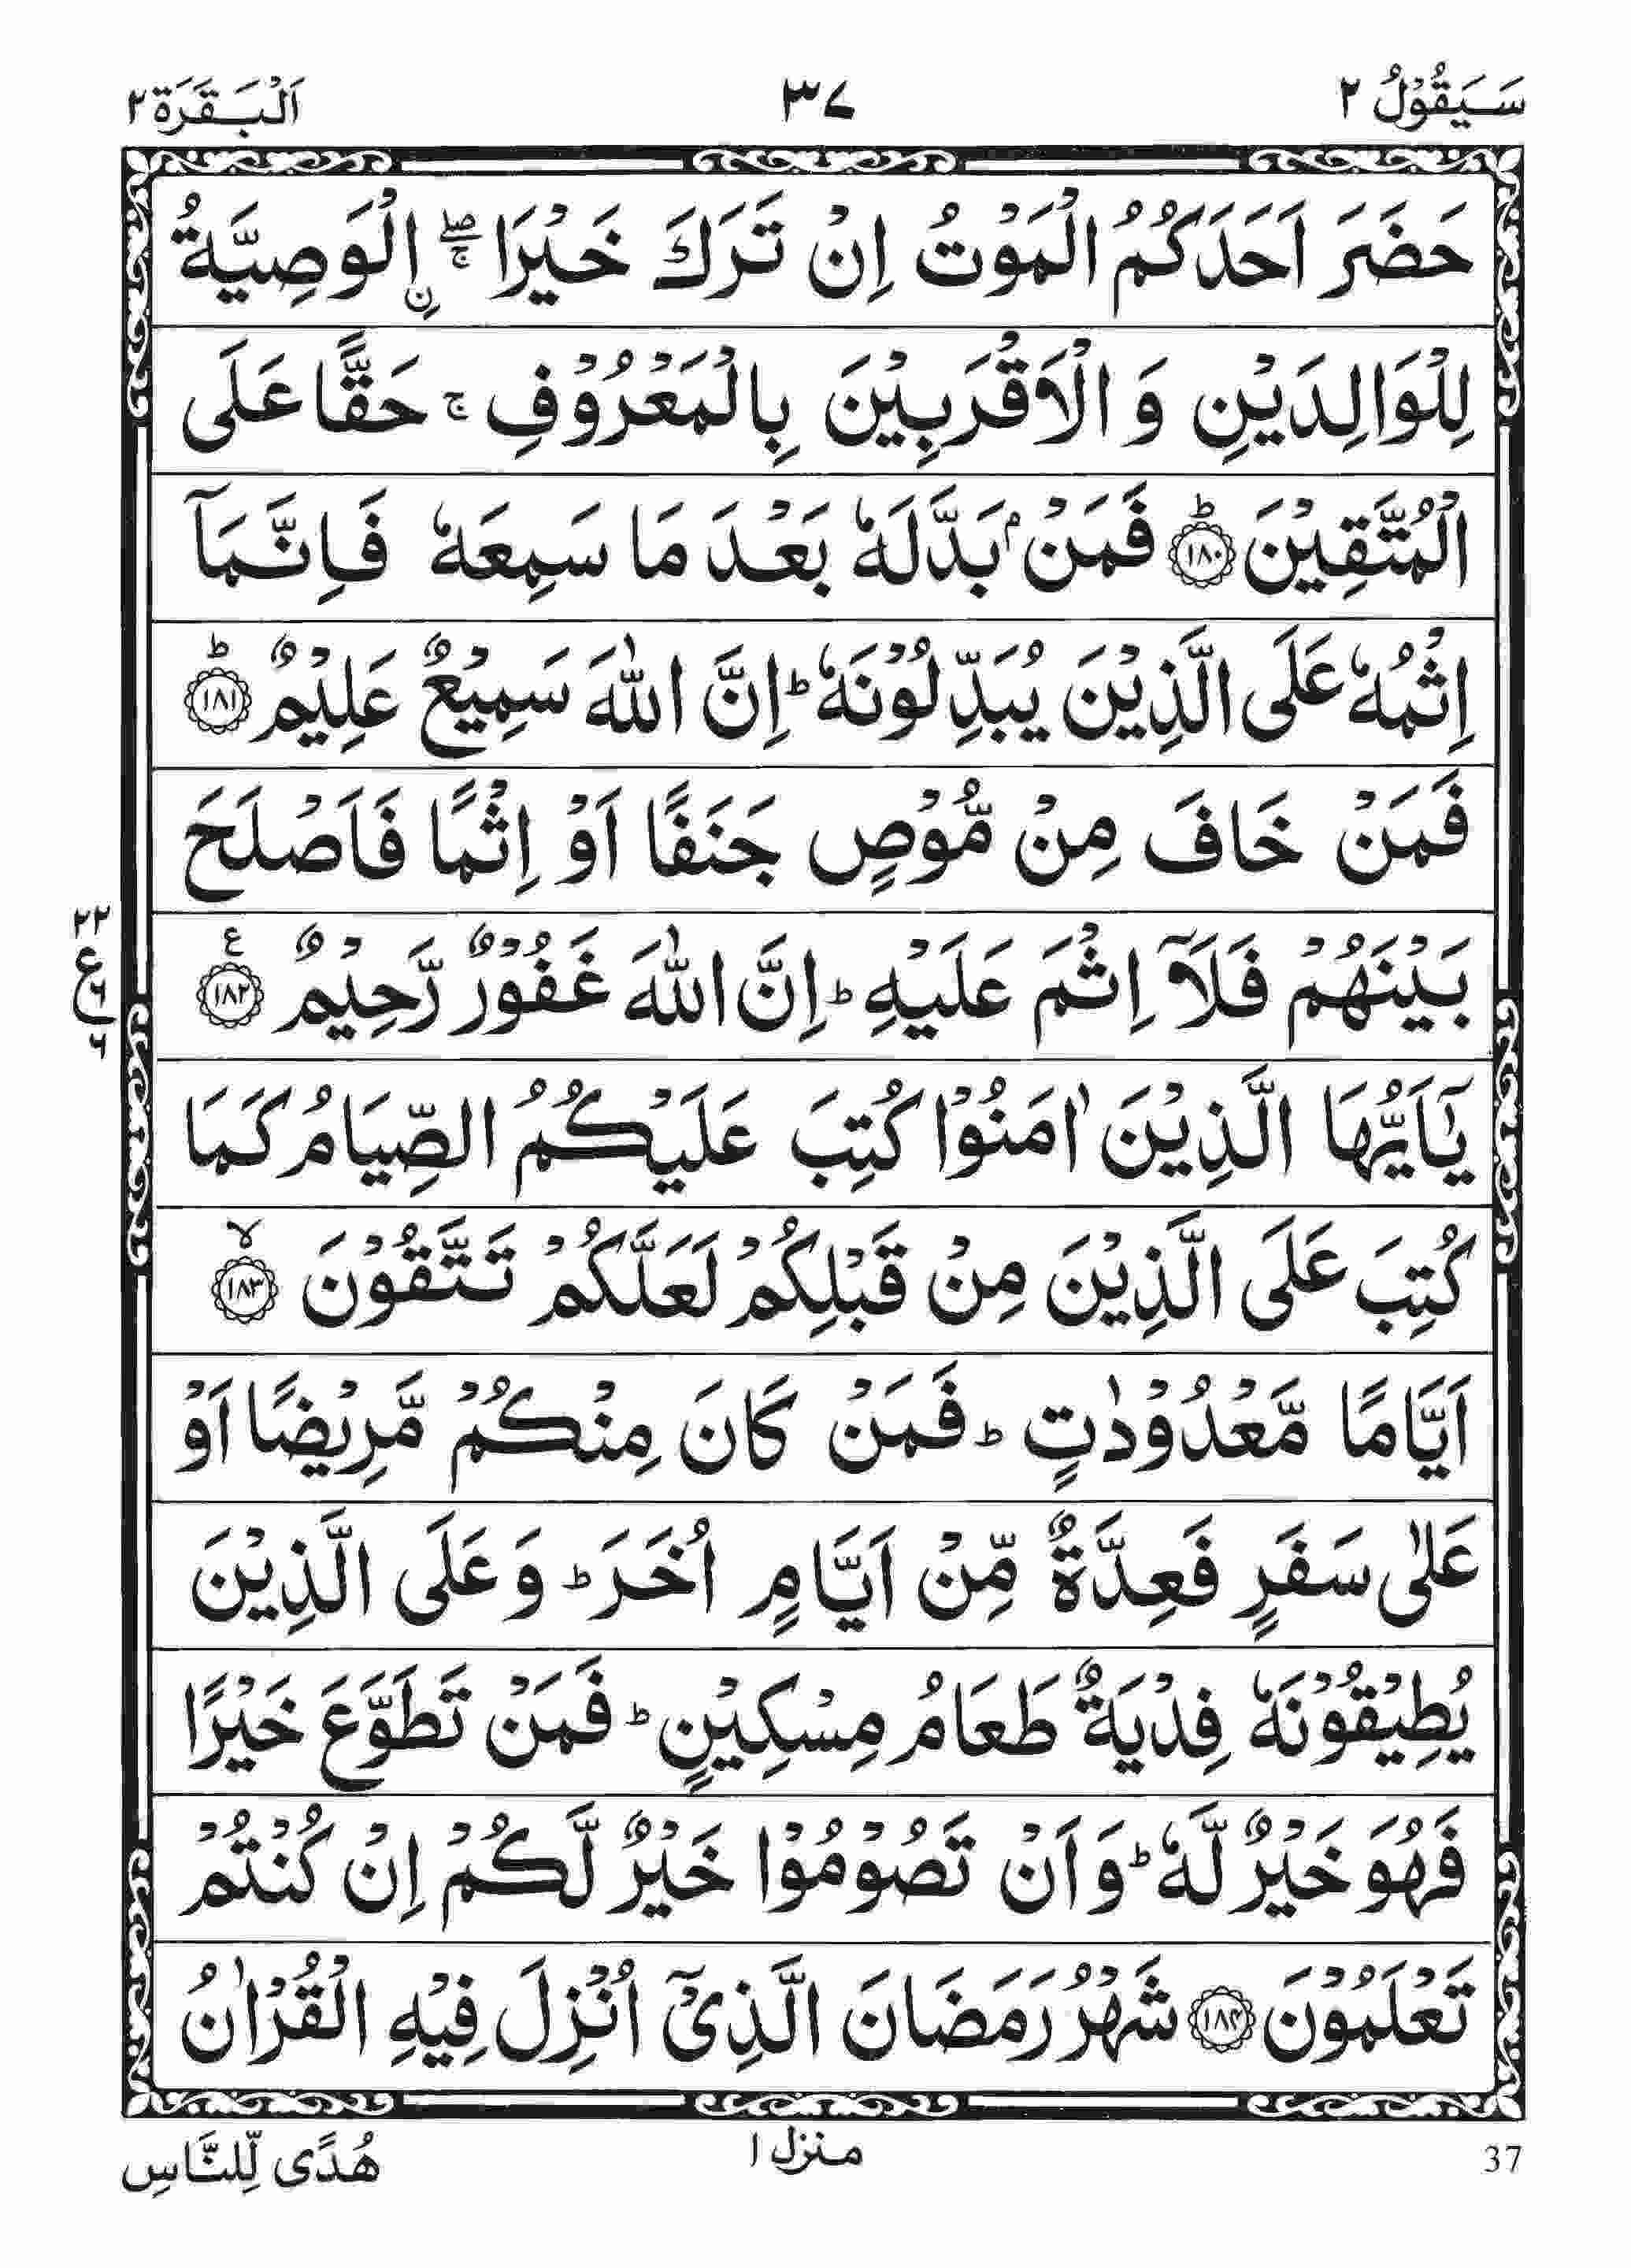 سَيَقُوْلُ ٢ ٣٧ اَلْبَقَرَة ٢
حَضَرَ اَحَدَكُمُ الْمَوْتُ اِنْ تَرَكَ خَيْرَا ۖۚ اۨلْوَصِيَّةُ
لِلْوَالِدَيْنِ وَ الْاَقْرَبِيْنَ بِالْمَعْرُوْفِ ۚ حَقًّا عَلَى
الْمُتَّقِيْنَ ؕ ﴿١٨٠﴾ فَمَنْۢ بَدَّلَهٗ بَعْدَ مَا سَمِعَهٗ فَاِنَّمَاۤ
اِثْمُهٗ عَلَى الَّذِيْنَ يُبَدِّلُوْنَهٗ ؕ اِنَّ اللّٰهَ سَمِيْعٌ عَلِيْمٌ ؕ ﴿١٨١﴾
فَمَنْ خَافَ مِنْ مُّوْصٍ جَنَفًا اَوْ اِثْمًا فَاَصْلَحَ
بَيْنَهُمْ فَلَاۤ اِثْمَ عَلَيْهِ ؕ اِنَّ اللّٰهَ غَفُوْرٌ رَّحِيْمٌ ع ﴿١٨٢﴾
٢٢
ع ٦
٦
يٰۤاَيُّهَا الَّذِيْنَ اٰمَنُوْا كُتِبَ عَلَيْكُمُ الصِّيَامُ كَمَا
كُتِبَ عَلَى الَّذِيْنَ مِنْ قَبْلِكُمْ لَعَلَّكُمْ تَتَّقُوْنَ ۙ ﴿١٨٣﴾
اَيَّامًا مَّعْدُوْدٰتٍ ؕ فَمَنْ كَانَ مِنْكُمْ مَّرِيْضًا اَوْ
عَلٰى سَفَرٍ فَعِدَّةٌ مِّنْ اَيَّامٍ اُخَرَ ؕ وَ عَلَى الَّذِيْنَ
يُطِيْقُوْنَهٗ فِدْيَةٌ طَعَامُ مِسْكِيْنٍ ؕ فَمَنْ تَطَوَّعَ خَيْرًا
فَهُوَ خَيْرٌ لَّهٗ ؕ وَ اَنْ تَصُوْمُوْا خَيْرٌ لَّكُمْ اِنْ كُنْتُمْ
تَعْلَمُوْنَ ﴿١٨٤﴾ شَهْرُ رَمَضَانَ الَّذِيْۤ اُنْزِلَ فِيْهِ الْقُرْاٰنُ
37 منزل ١ هُدًى لِّلنَّاسِ